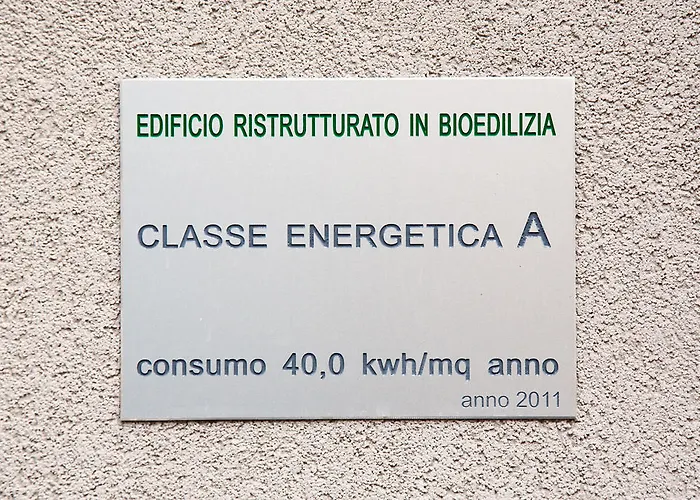 EDIFICIO RISTRUTTURATO IN BIOEDILIZIA
CLASSE ENERGETICA A
consumo 40,0 kwh/mq anno
anno 2011